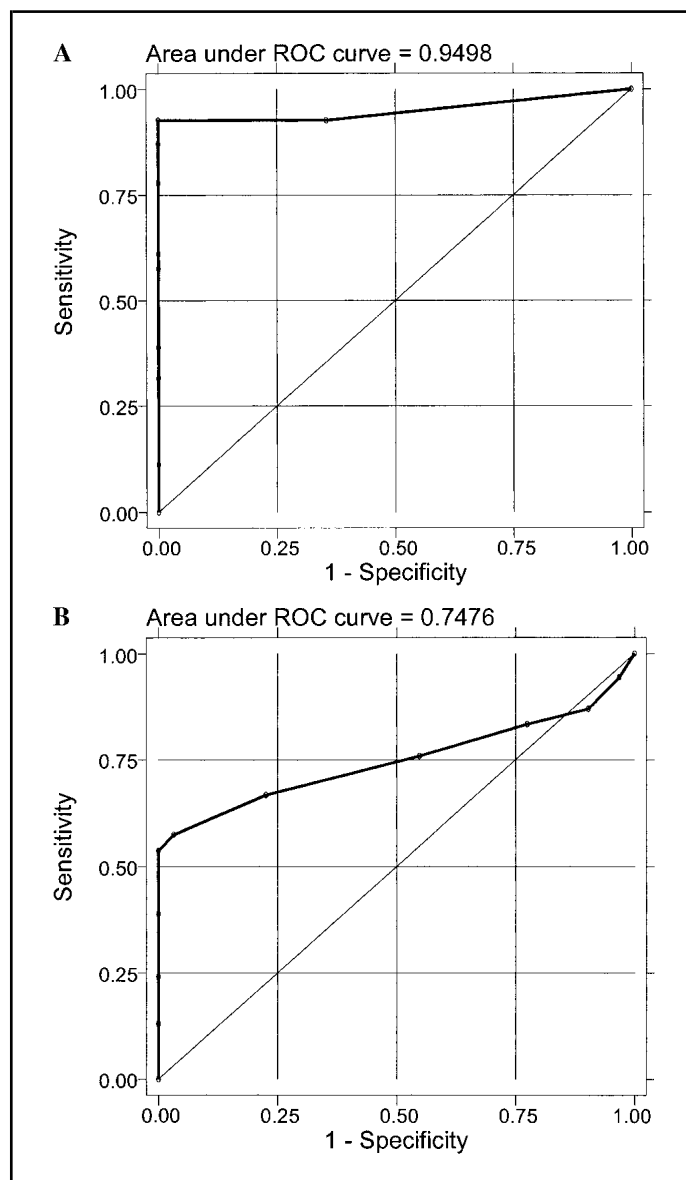 A Area under ROC curve = 0.9498
1.00
0.75
0.50
0.25
0.00
Sensitivity
0.00 0.25 0.50 0.75 1.00
1 - Specificity
B Area under ROC curve = 0.7476
1.00
0.75
0.50
0.25
0.00
Sensitivity
0.00 0.25 0.50 0.75 1.00
1 - Specificity